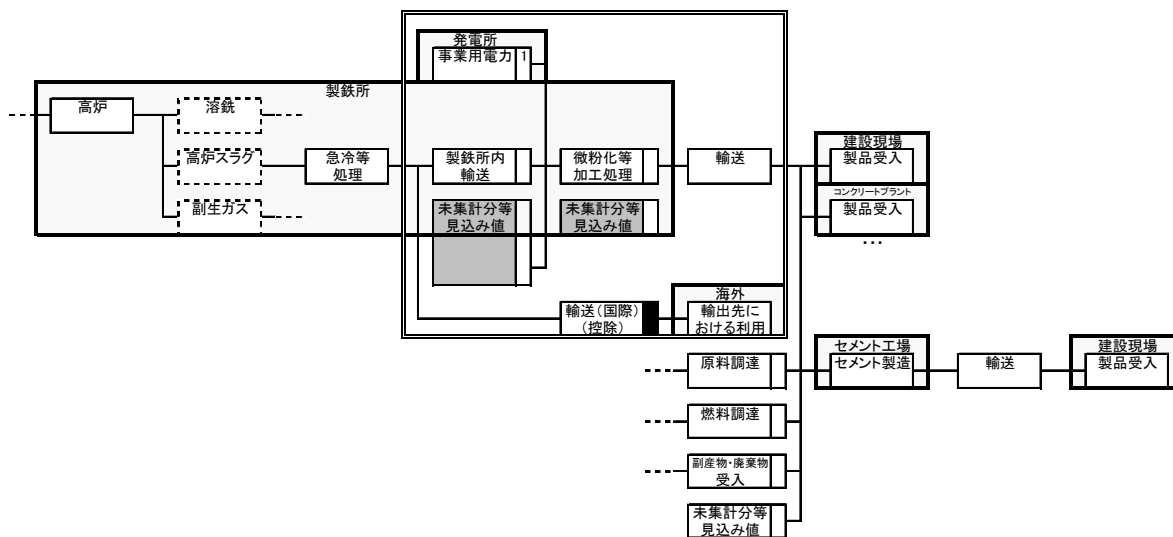 発電所
事業用電力 1
製鉄所
高炉
溶銑
高炉スラグ
副生ガス
急冷等
処理
製鉄所内
輸送
微粉化等
加工処理
輸送
未集計分等
見込み値
未集計分等
見込み値
建設現場
製品受入
コンクリートプラント
製品受入
…
輸送(国際)
(控除)
海外
輸出先に
おける利用
原料調達
セメント工場
セメント製造
輸送
建設現場
製品受入
燃料調達
副産物・廃棄物
受入
未集計分等
見込み値